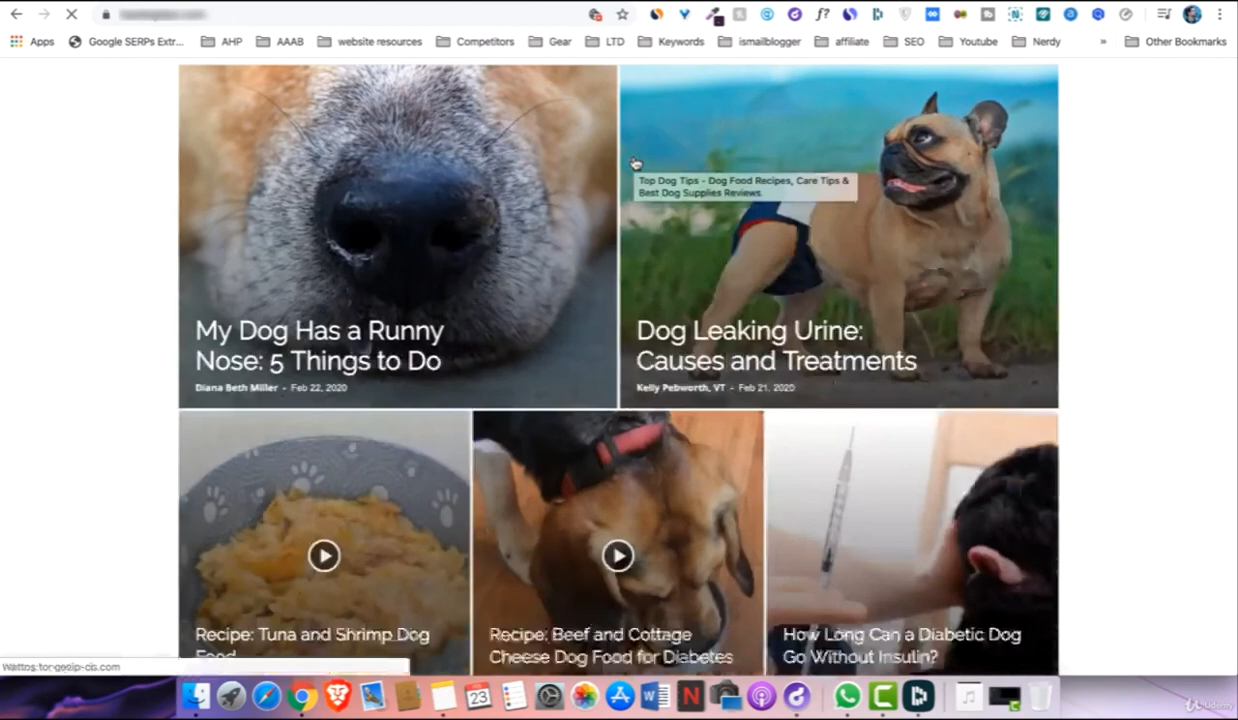 Apps
Google SERPs Extr...
AHP
AAAB
website resources
Competitors
Gear
LTD
Keywords
ismailblogger
affiliate
SEO
Youtube
Nerdy
»
Other Bookmarks
f?
Top Dog Tips - Dog Food Recipes, Care Tips &
Best Dog Supplies Reviews
My Dog Has a Runny
Nose: 5 Things to Do
Diana Beth Miller - Feb 22, 2020
Dog Leaking Urine:
Causes and Treatments
Kelly Pebworth, VT - Feb 21, 2020
Recipe: Tuna and Shrimp Dog
Food
Recipe: Beef and Cottage
Cheese Dog Food for Diabetes
How Long Can a Diabetic Dog
Go Without Insulin?
23
Udemy